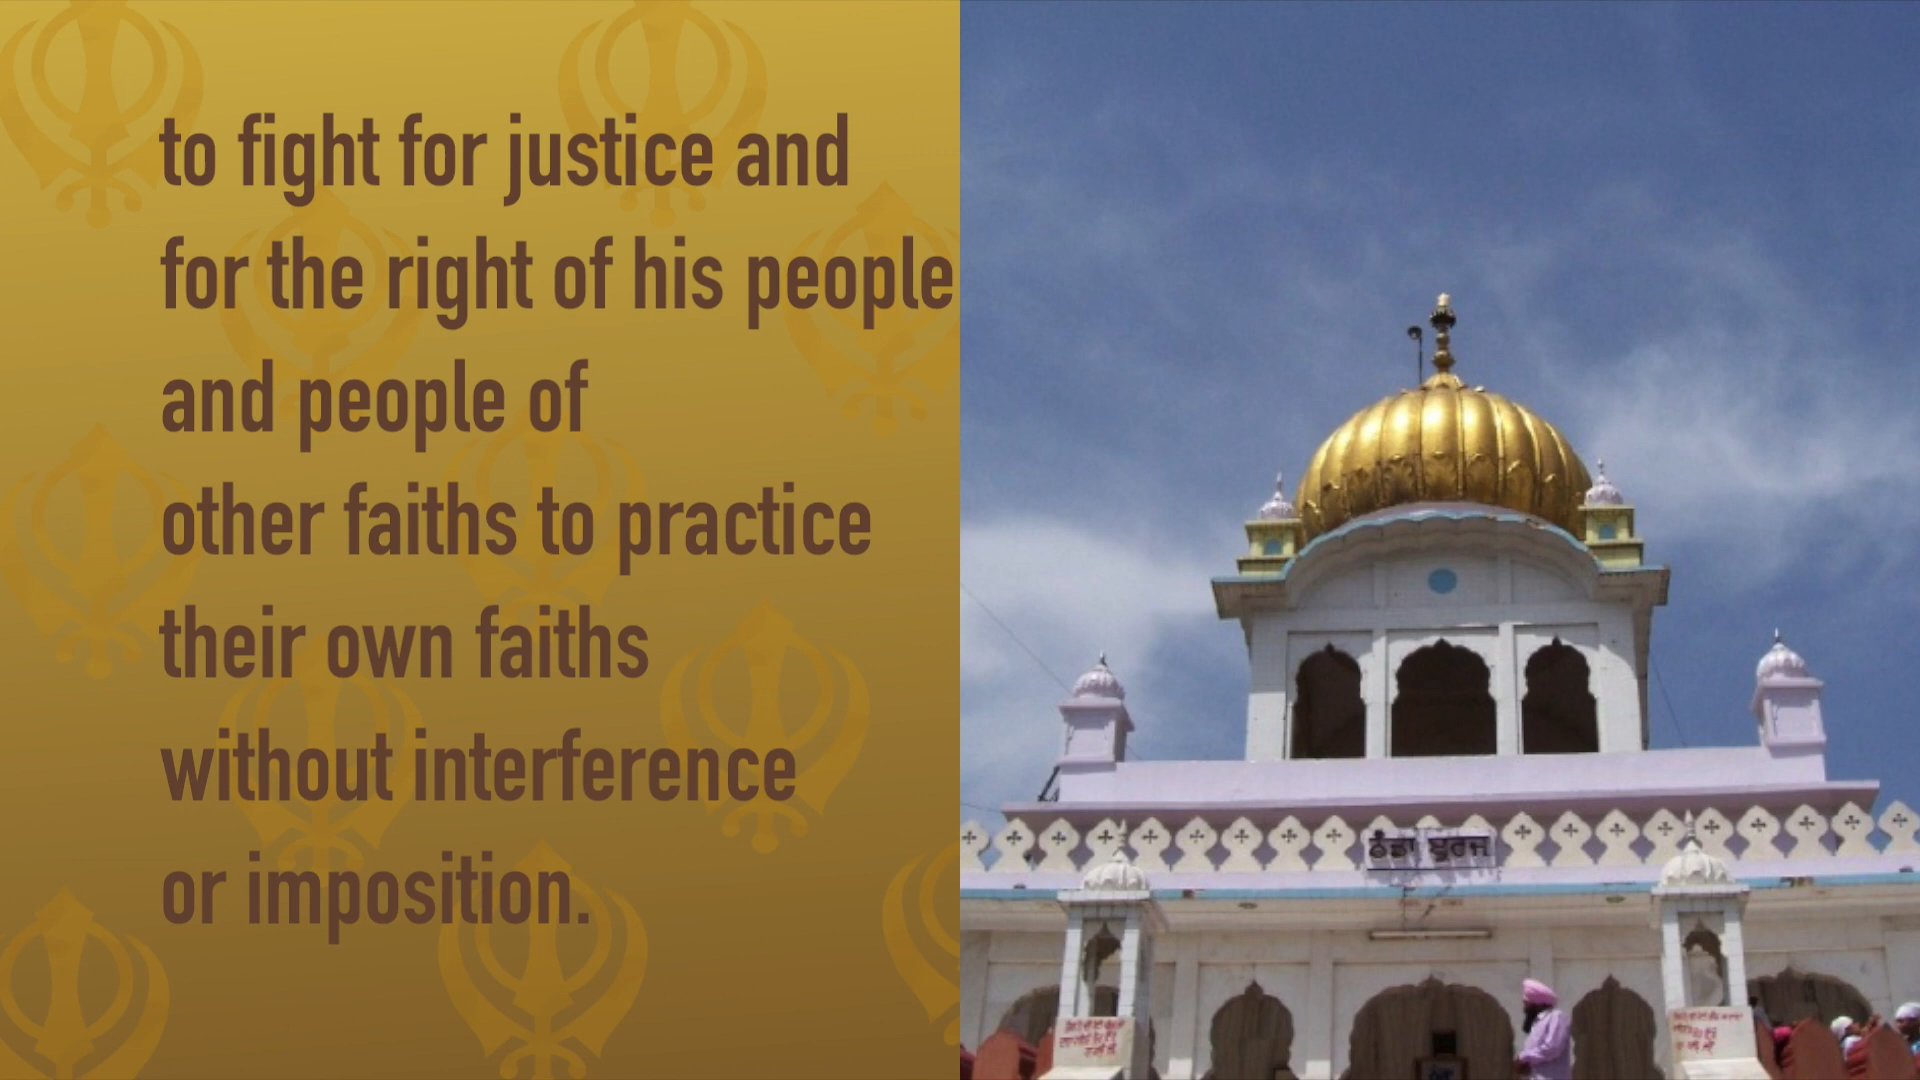 to fight for justice and
for the right of his people
and people of
other faiths to practice
their own faiths
without interference
or imposition.
ਠੰਡਾ ਬੁਰਜ